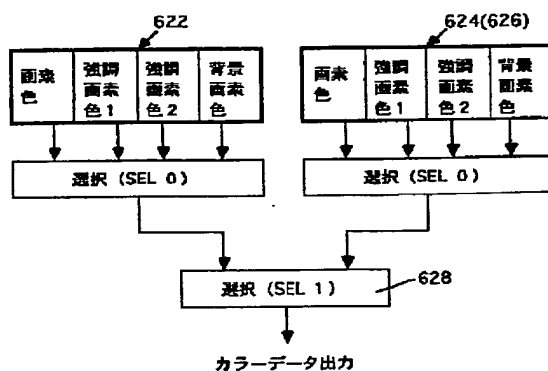 622
624(626)
画素
色
強調
画素
色1
強調
画素
色2
背景
画素
色
画素
色
強調
画素
色1
強調
画素
色2
背景
画素
色
選択 (SEL 0)
選択 (SEL 0)
選択 (SEL 1)
628
カラーデータ出力